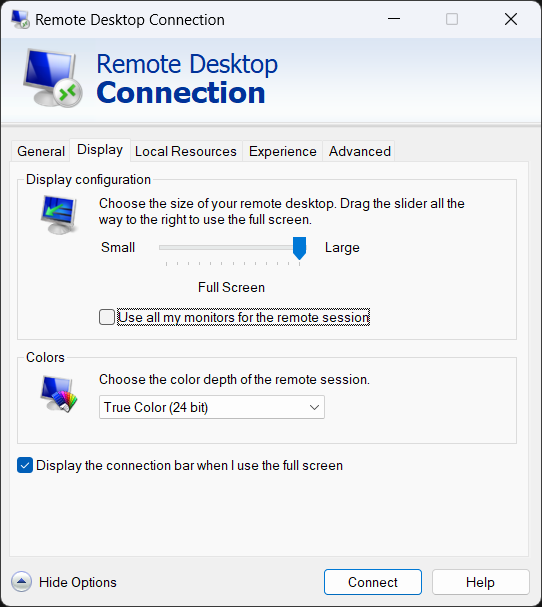 Remote Desktop Connection
Remote Desktop
Connection
General Display Local Resources Experience Advanced
Display configuration
Choose the size of your remote desktop. Drag the slider all the
way to the right to use the full screen.
Small Large
Full Screen
Use all my monitors for the remote session
Colors
Choose the color depth of the remote session.
True Color (24 bit)
Display the connection bar when I use the full screen
Hide Options Connect Help